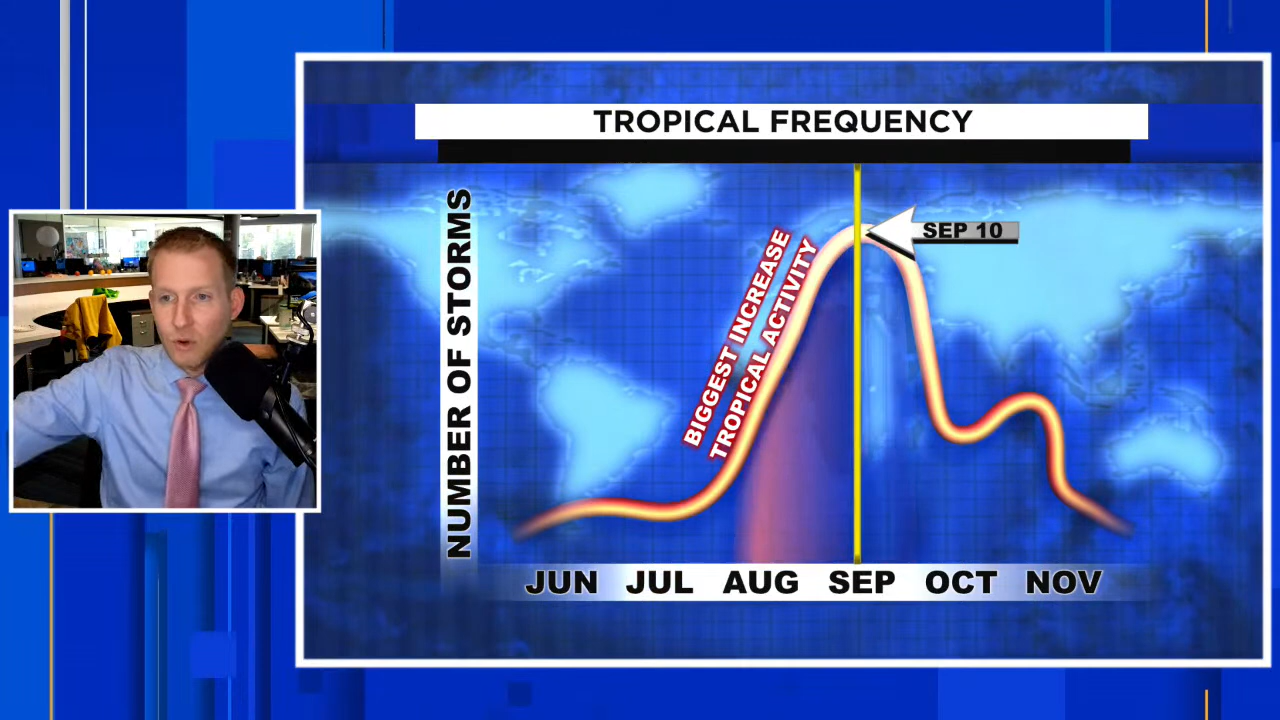 TROPICAL FREQUENCY
NUMBER OF STORMS
BIGGEST INCREASE
TROPICAL ACTIVITY
SEP 10
JUN JUL AUG SEP OCT NOV